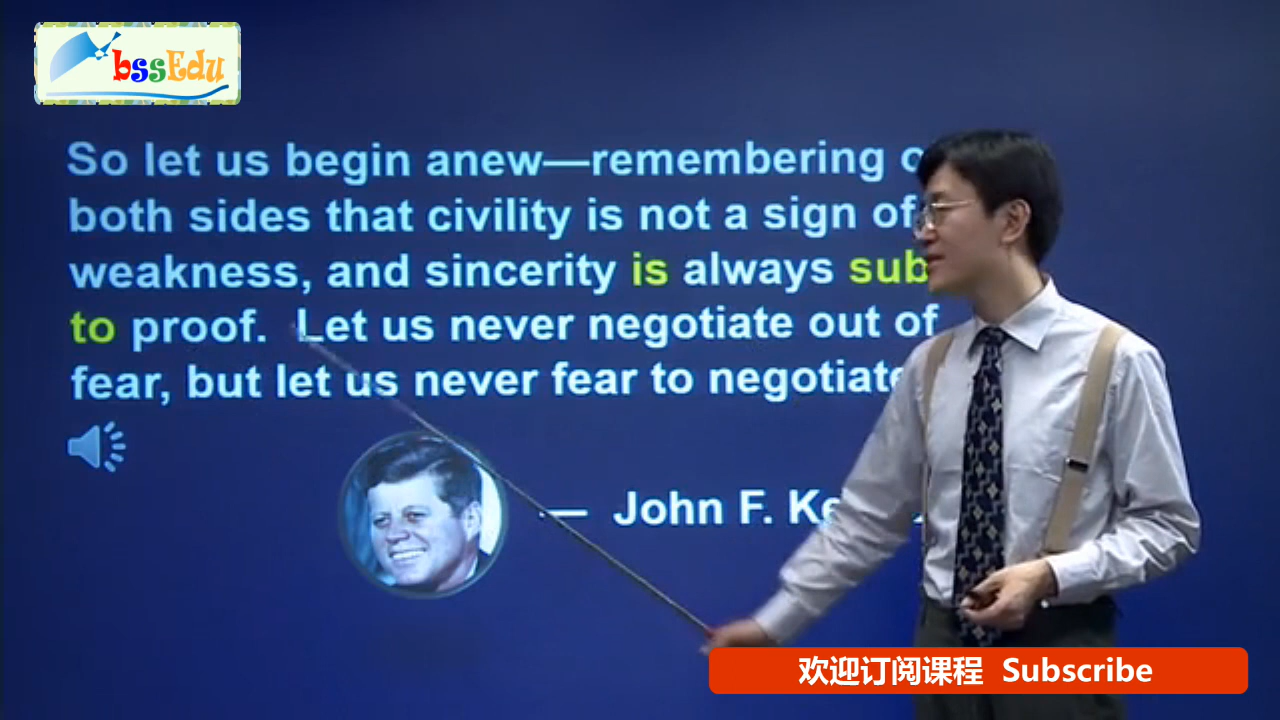 bssEdu
So let us begin anew—remembering
both sides that civility is not a sign of
weakness, and sincerity is always sub
to proof. Let us never negotiate out of
fear, but let us never fear to negotiate
— John F. Ke
欢迎订阅课程 Subscribe